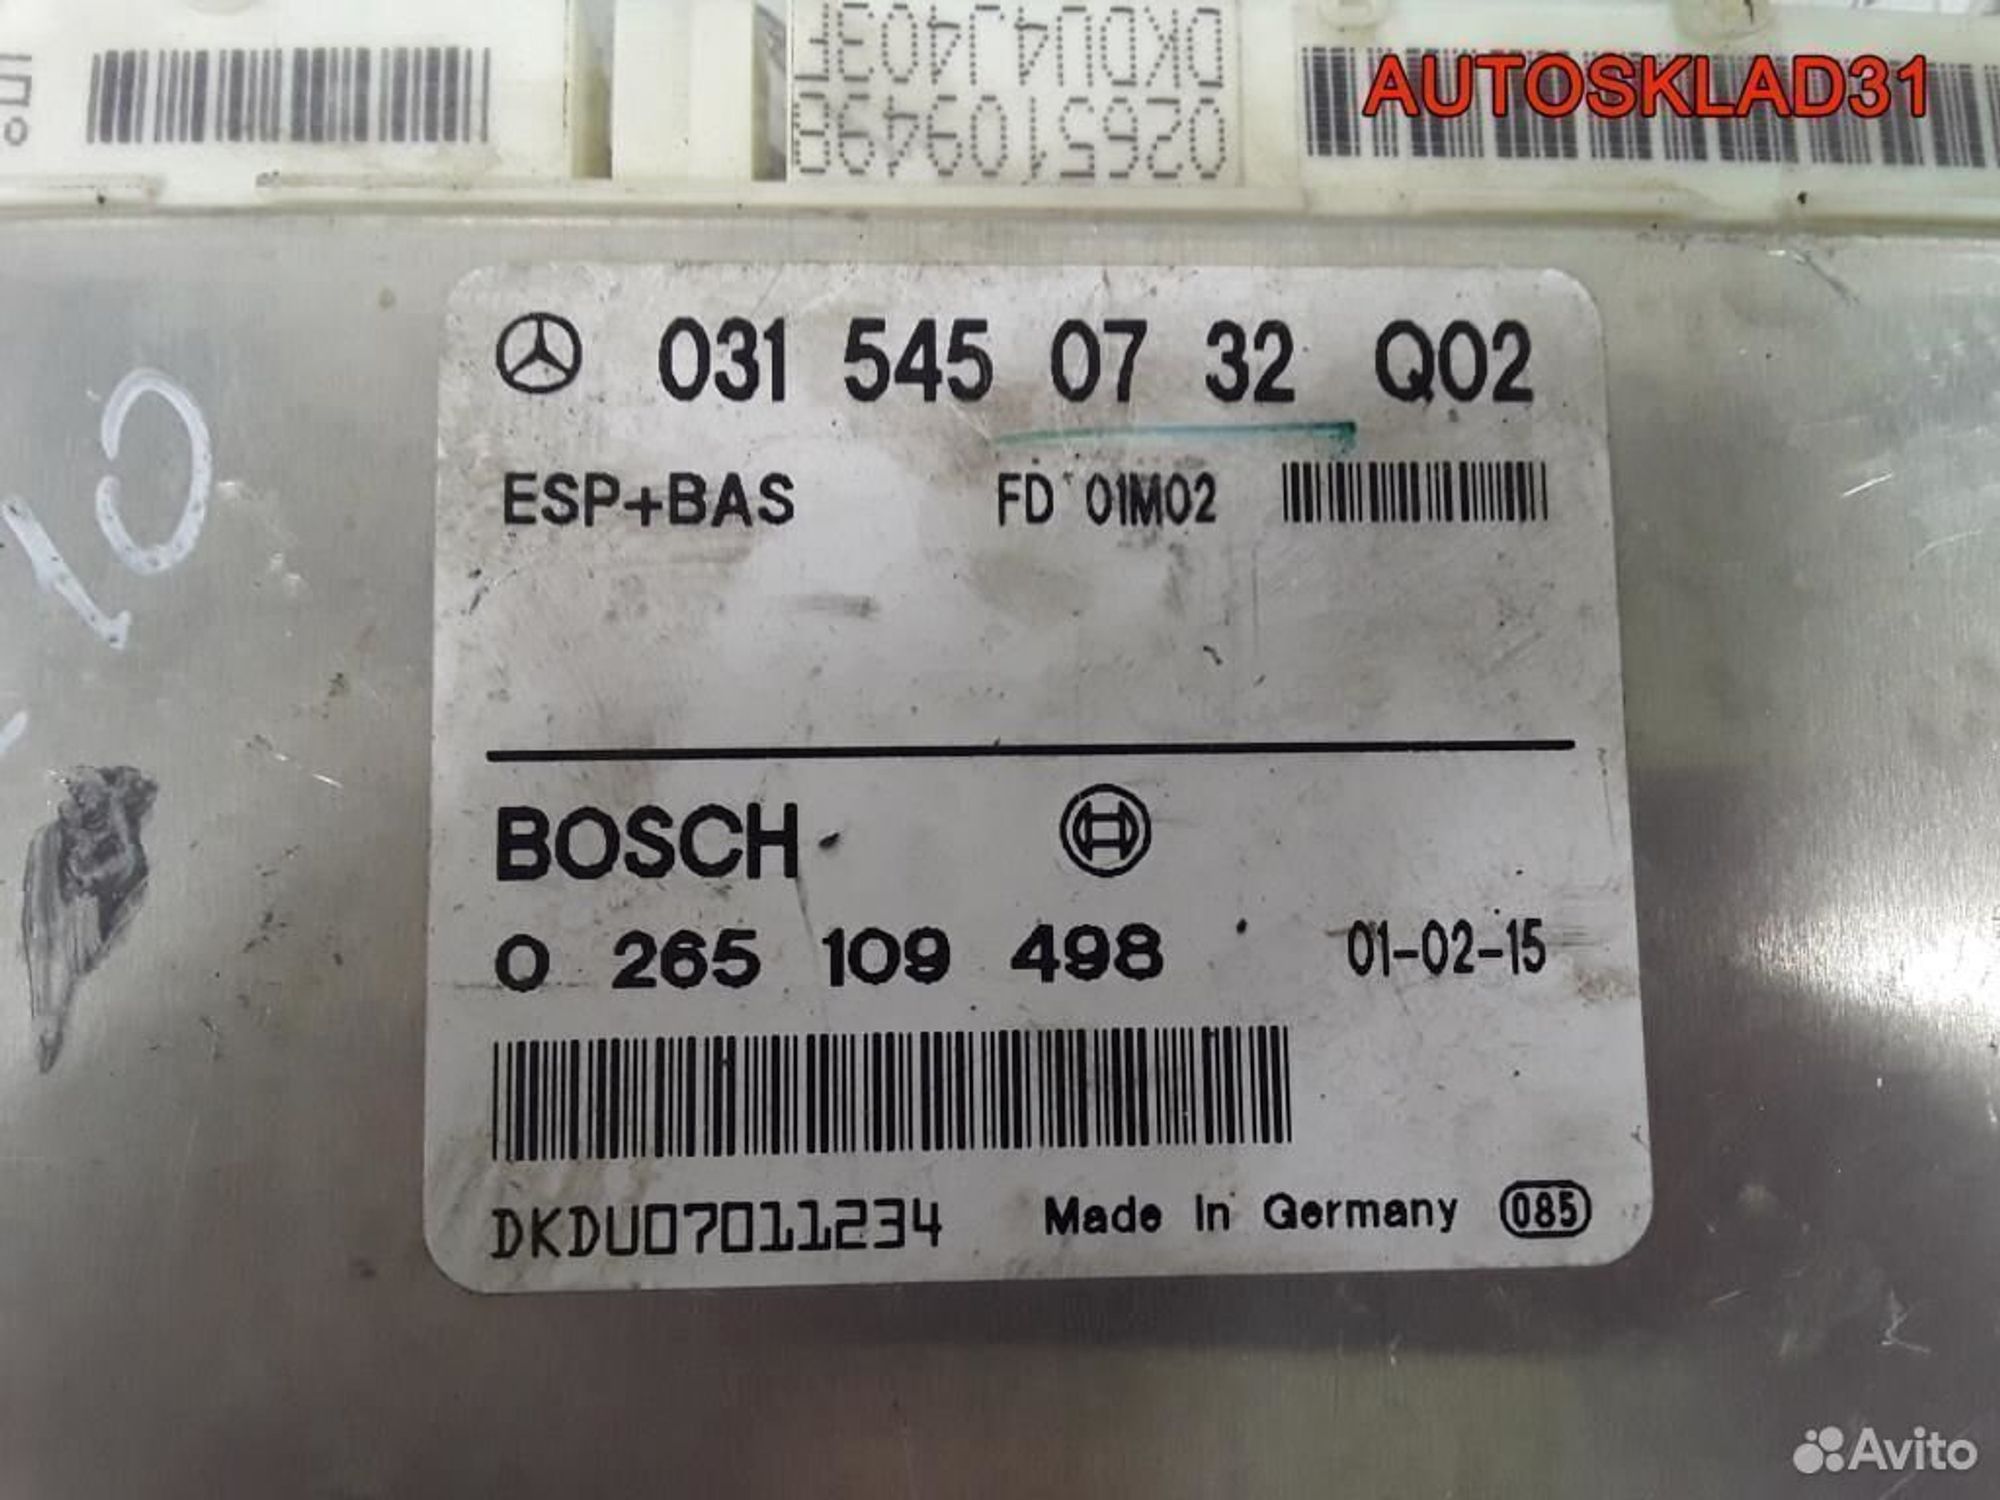 DKDU4J403F
0265109498
AUTOSKLAD31
031 545 07 32 Q02
ESP+BAS FD 01M02
BOSCH
0 265 109 498 01-02-15
DKDU07011234 Made in Germany 085
10
Avito